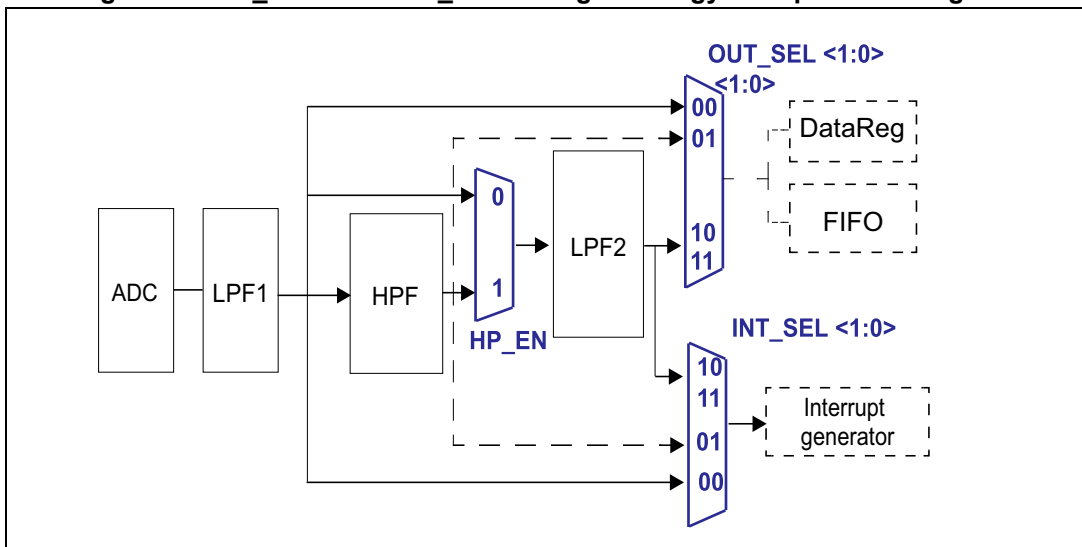 OUT_SEL <1:0>
<1:0>
00
01
10
11
DataReg
FIFO
0
1
HP_EN
ADC
LPF1
HPF
LPF2
INT_SEL <1:0>
10
11
01
00
Interrupt
generator